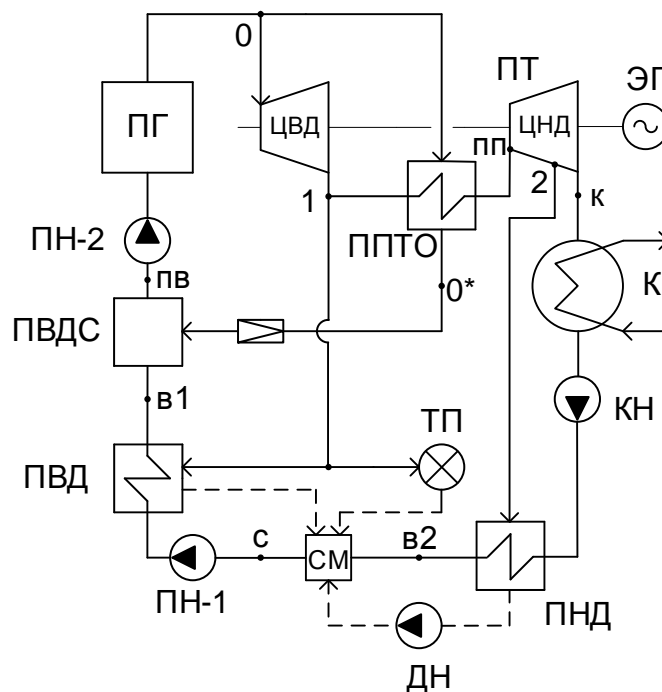 0
ПТ
ЭГ
ПГ
ЦВД
ЦНД
пп
2
1
к
ПН-2
ППТО
пв
0*
К
ПВДС
в1
КН
ТП
ПВД
с
СМ
в2
ПН-1
ПНД
ДН